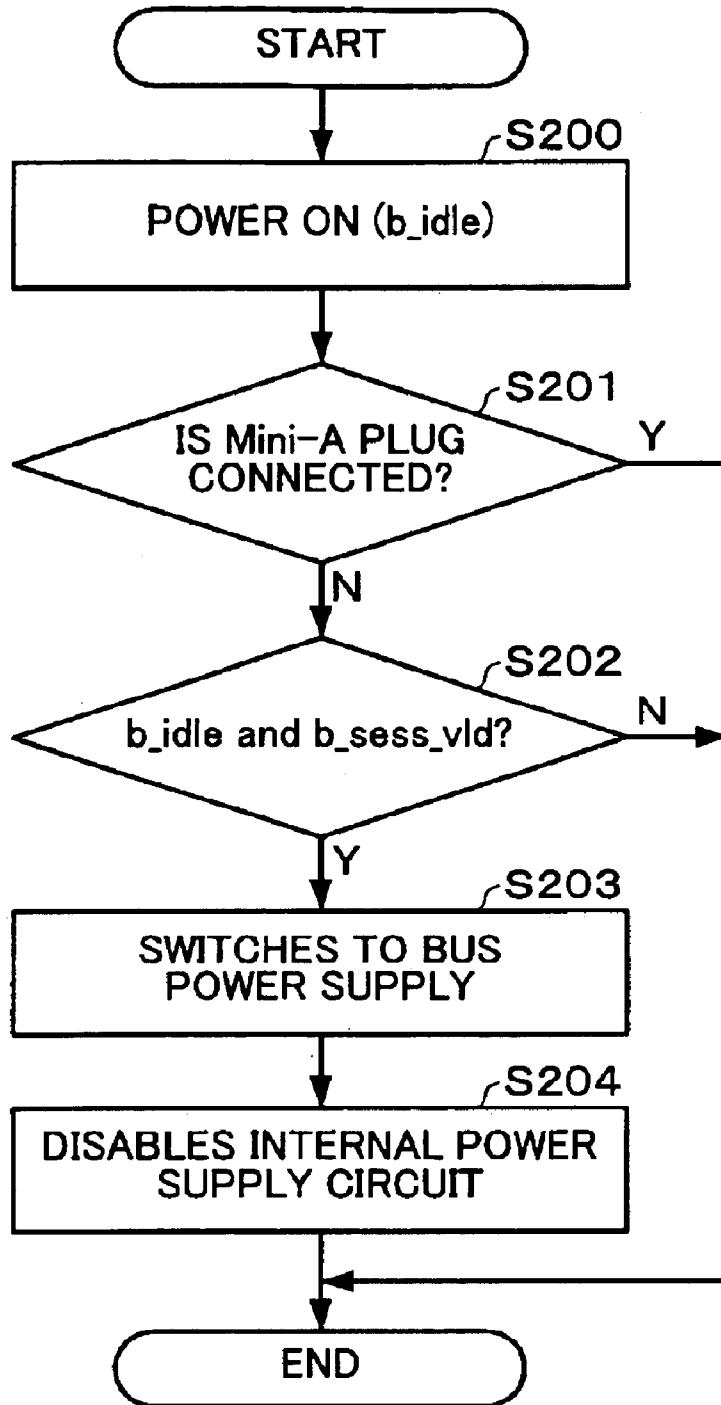 START
S200
POWER ON (b_idle)
S201
IS Mini-A PLUG
CONNECTED?
Y
N
S202
b_idle and b_sess_vld?
N
Y
S203
SWITCHES TO BUS
POWER SUPPLY
S204
DISABLES INTERNAL POWER
SUPPLY CIRCUIT
END